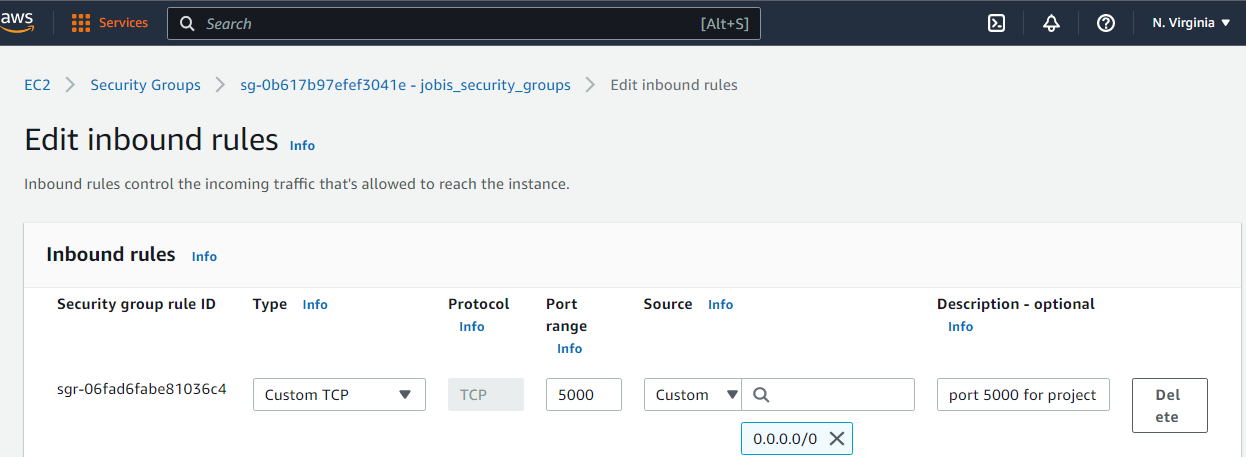 aws Services Search [Alt+S] N. Virginia
EC2 Security Groups sg-0b617b97efef3041e - jobis_security_groups Edit inbound rules
Edit inbound rules Info
Inbound rules control the incoming traffic that's allowed to reach the instance.
Inbound rules Info
Security group rule ID Type Info Protocol Info Port range Info Source Info Description - optional Info
sgr-06fad6fabe81036c4 Custom TCP TCP 5000 Custom port 5000 for project Del
ete
0.0.0.0/0